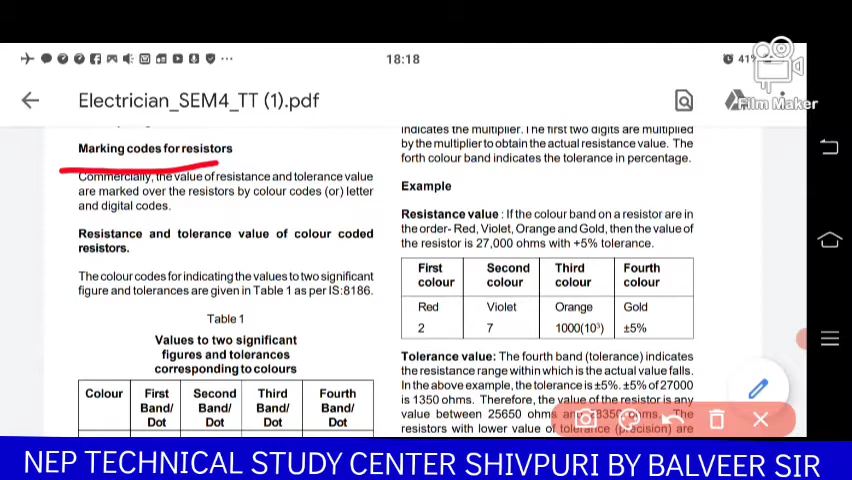 18:18
41%
Electrician_SEM4_TT (1).pdf
Film Maker
Marking codes for resistors
Commercially, the value of resistance and tolerance value
are marked over the resistors by colour codes (or) letter
and digital codes.
Resistance and tolerance value of colour coded
resistors.
The colour codes for indicating the values to two significant
figure and tolerances are given in Table 1 as per IS:8186.
Table 1
Values to two significant
figures and tolerances
corresponding to colours
Colour First Second Third Fourth
Band/ Band/ Band/ Band/
Dot Dot Dot Dot
indicates the multiplier. The first two digits are multiplied
by the multiplier to obtain the actual resistance value. The
forth colour band indicates the tolerance in percentage.
Example
Resistance value : If the colour band on a resistor are in
the order- Red, Violet, Orange and Gold, then the value of
the resistor is 27,000 ohms with +5% tolerance.
First Second Third Fourth
colour colour colour colour
Red Violet Orange Gold
2 7 1000(10³) ±5%
Tolerance value: The fourth band (tolerance) indicates
the resistance range within which is the actual value falls.
In the above example, the tolerance is ±5%. ±5% of 27000
is 1350 ohms. Therefore, the value of the resistor is any
value between 25650 ohms and 28350 ohms. The
resistors with lower value of tolerance (precision) are
NEP TECHNICAL STUDY CENTER SHIVPURI BY BALVEER SIR